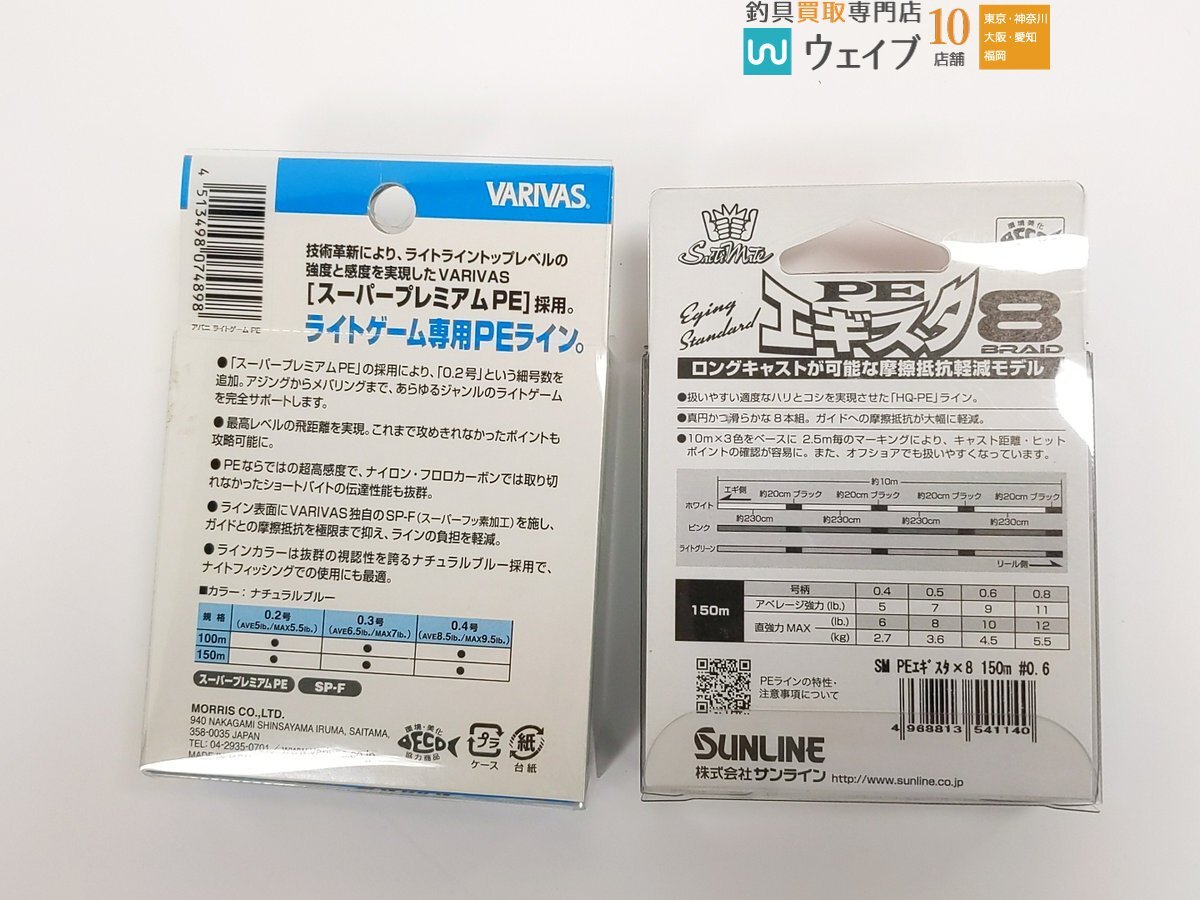 釣具買取専門店
ウェイブ
10
店舗
東京・神奈川
大阪・愛知
福岡
4 513498 074898
アバニ ライトゲーム PE
VARIVAS®
技術革新により、ライトライントップレベルの
強度と感度を実現したVARIVAS
[スーパープレミアムPE]採用。
ライトゲーム専用PEライン。
●「スーパープレミアムPE」の採用により、「0.2号」という細号数を
追加。アジングからメバリングまで、あらゆるジャンルのライトゲーム
を完全サポートします。
●最高レベルの飛距離を実現。これまで攻めきれなかったポイントも
攻略可能に。
●PEならではの超高感度で、ナイロン・フロロカーボンでは取り切
れなかったショートバイトの伝達性能も抜群。
●ライン表面にVARIVAS独自のSP-F(スーパーフッ素加工)を施し、
ガイドとの摩擦抵抗を極限まで抑え、ラインの負担を軽減。
●ラインカラーは抜群の視認性を誇るナチュラルブルー採用で、
ナイトフィッシングでの使用にも最適。
■カラー:ナチュラルブルー
規格 0.2号 0.3号 0.4号
(AVE5lb./MAX5.5lb.) (AVE6.5lb./MAX7lb.) (AVE8.5lb./MAX9.5lb.)
100m ● ● ●
150m ● ● ●
スーパープレミアムPE SP-F
MORRIS CO.,LTD.
940 NAKAGAMI SHINSAYAMA IRUMA, SAITAMA,
358-0035 JAPAN
TEL: 04-2935-0701
環境・美化
ECO
協力商品
プラ
ケース
紙
台紙
SaltiMate
環境美化
ECO
Eging
Standard
PE
エギスタ8
BRAID
ロングキャストが可能な摩擦抵抗軽減モデル
●扱いやすい適度なハリとコシを実現させた「HQ-PE」ライン。
●真円かつ滑らかな8本組。ガイドへの摩擦抵抗が大幅に軽減。
●10m×3色をベースに 2.5m毎のマーキングにより、キャスト距離・ヒット
ポイントの確認が容易に。また、オフショアでも扱いやすくなっています。
約10m
エギ側 約20cm ブラック 約20cm ブラック 約20cm ブラック 約20cm ブラック
ホワイト
約230cm 約230cm 約230cm 約230cm
ピンク
ライトグリーン
リール側
150m
号柄 0.4 0.5 0.6 0.8
アベレージ強力(lb.) 5 7 9 11
直強力 MAX (lb.) 6 8 10 12
(kg) 2.7 3.6 4.5 5.5
SM PEエギスタ×8 150m #0.6
PEラインの特性・
注意事項について
4 968813 541140
SUNLINE
株式会社サンライン http://www.sunline.co.jp